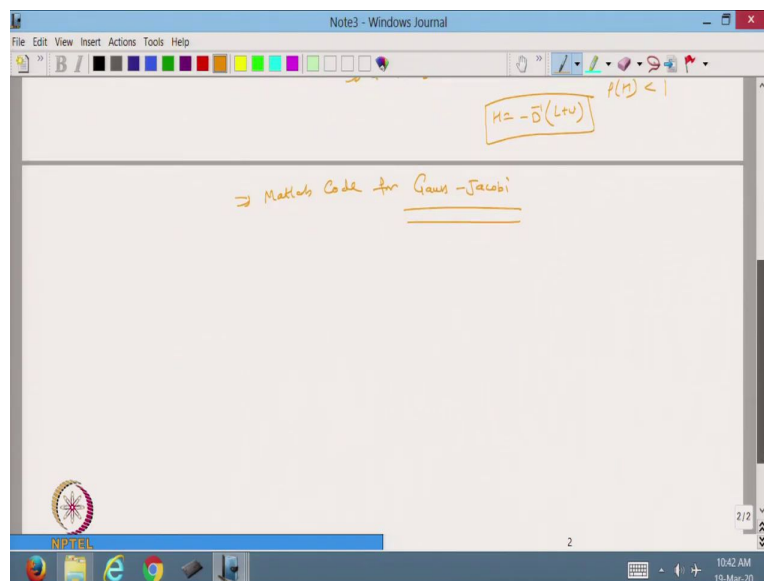 Note3 - Windows Journal
File Edit View Insert Actions Tools Help
B I
ρ(H) < 1
H = -D⁻¹(L+U)
⇒ Matlab Code for Gauss-Jacobi
2/2
NPTEL
2
10:42 AM
19-Mar-20